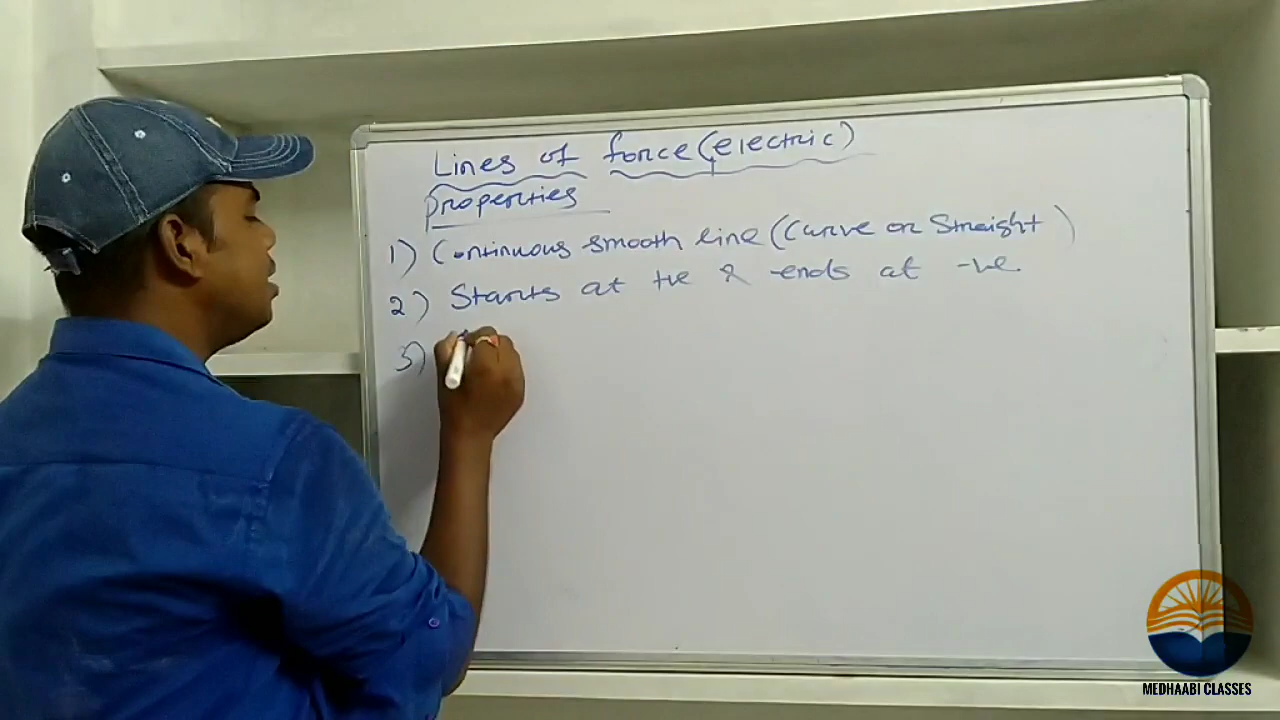 Lines of force (electric)
properties
1) Continuous smooth line (Curve or Straight)
2) Starts at +ve & ends at -ve
3)
MEDHAABI CLASSES